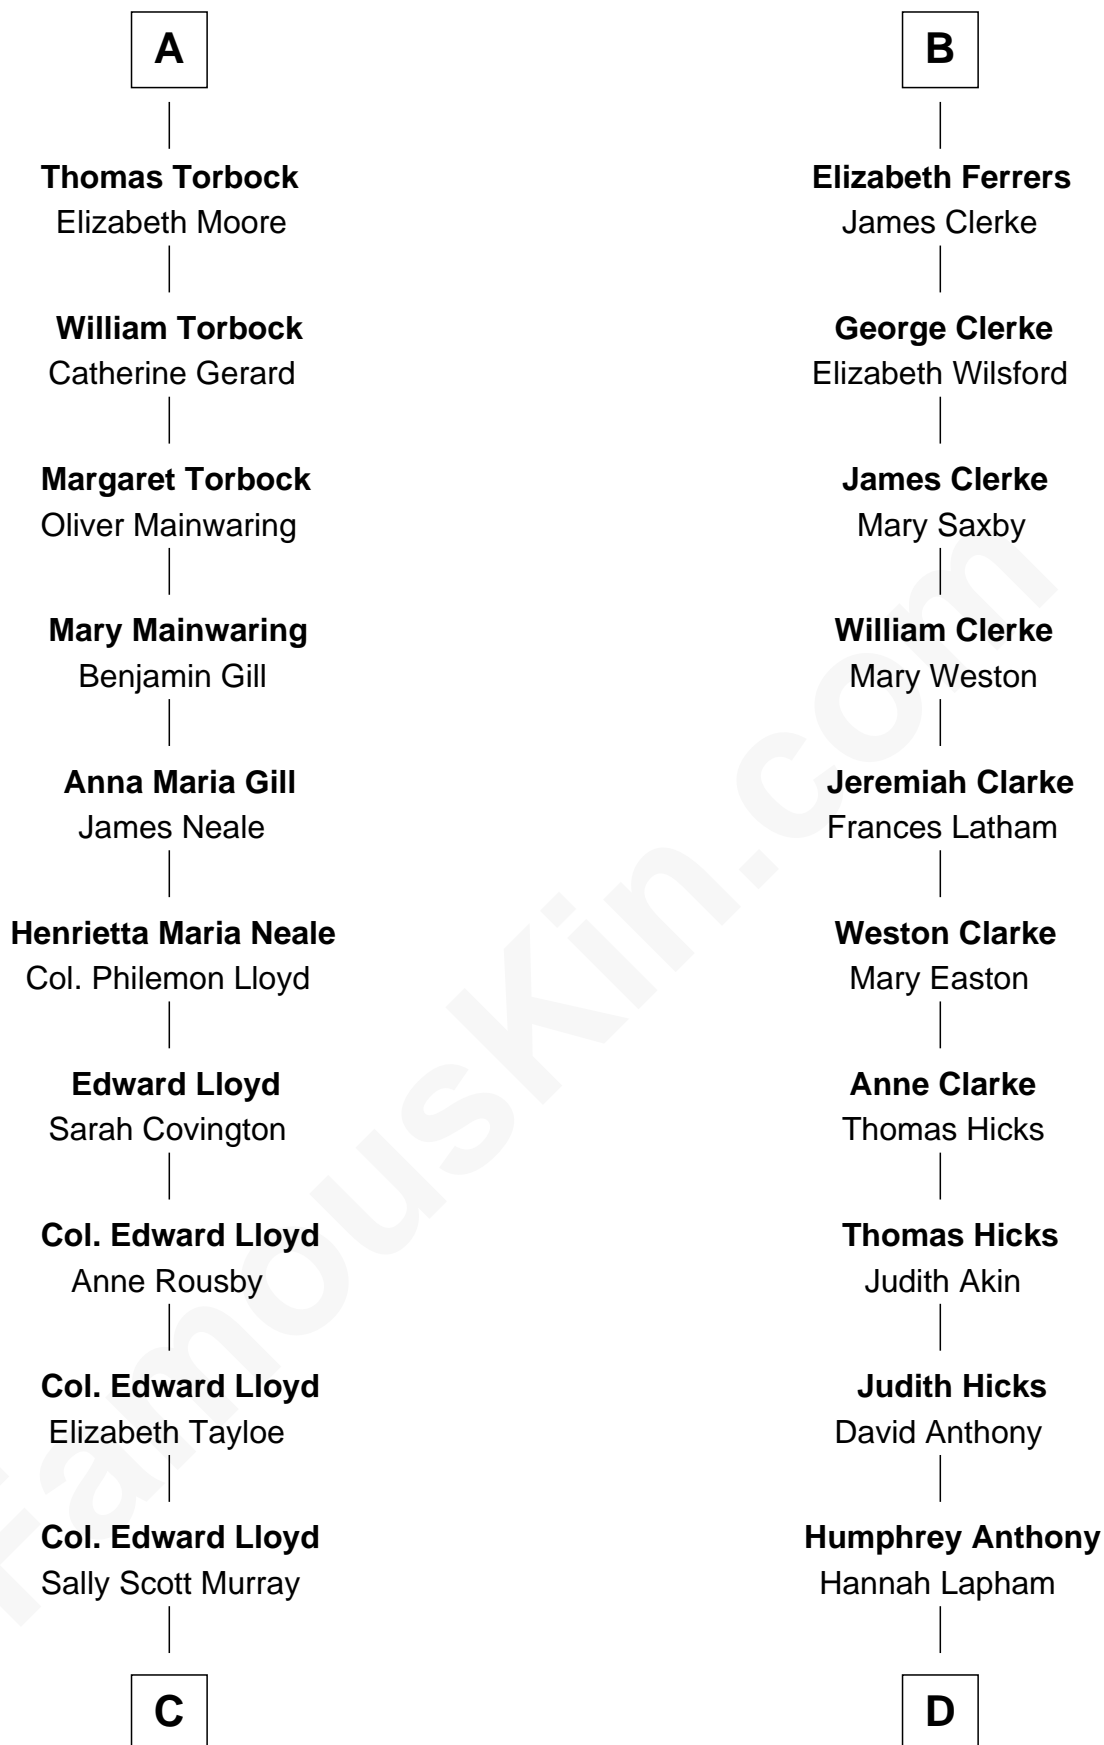 A
Thomas Torbock
Elizabeth Moore
William Torbock
Catherine Gerard
Margaret Torbock
Oliver Mainwaring
Mary Mainwaring
Benjamin Gill
Anna Maria Gill
James Neale
Henrietta Maria Neale
Col. Philemon Lloyd
Edward Lloyd
Sarah Covington
Col. Edward Lloyd
Anne Rousby
Col. Edward Lloyd
Elizabeth Tayloe
Col. Edward Lloyd
Sally Scott Murray
C
B
Elizabeth Ferrers
James Clerke
George Clerke
Elizabeth Wilsford
James Clerke
Mary Saxby
William Clerke
Mary Weston
Jeremiah Clarke
Frances Latham
Weston Clarke
Mary Easton
Anne Clarke
Thomas Hicks
Thomas Hicks
Judith Akin
Judith Hicks
David Anthony
Humphrey Anthony
Hannah Lapham
D
FamousKin.com